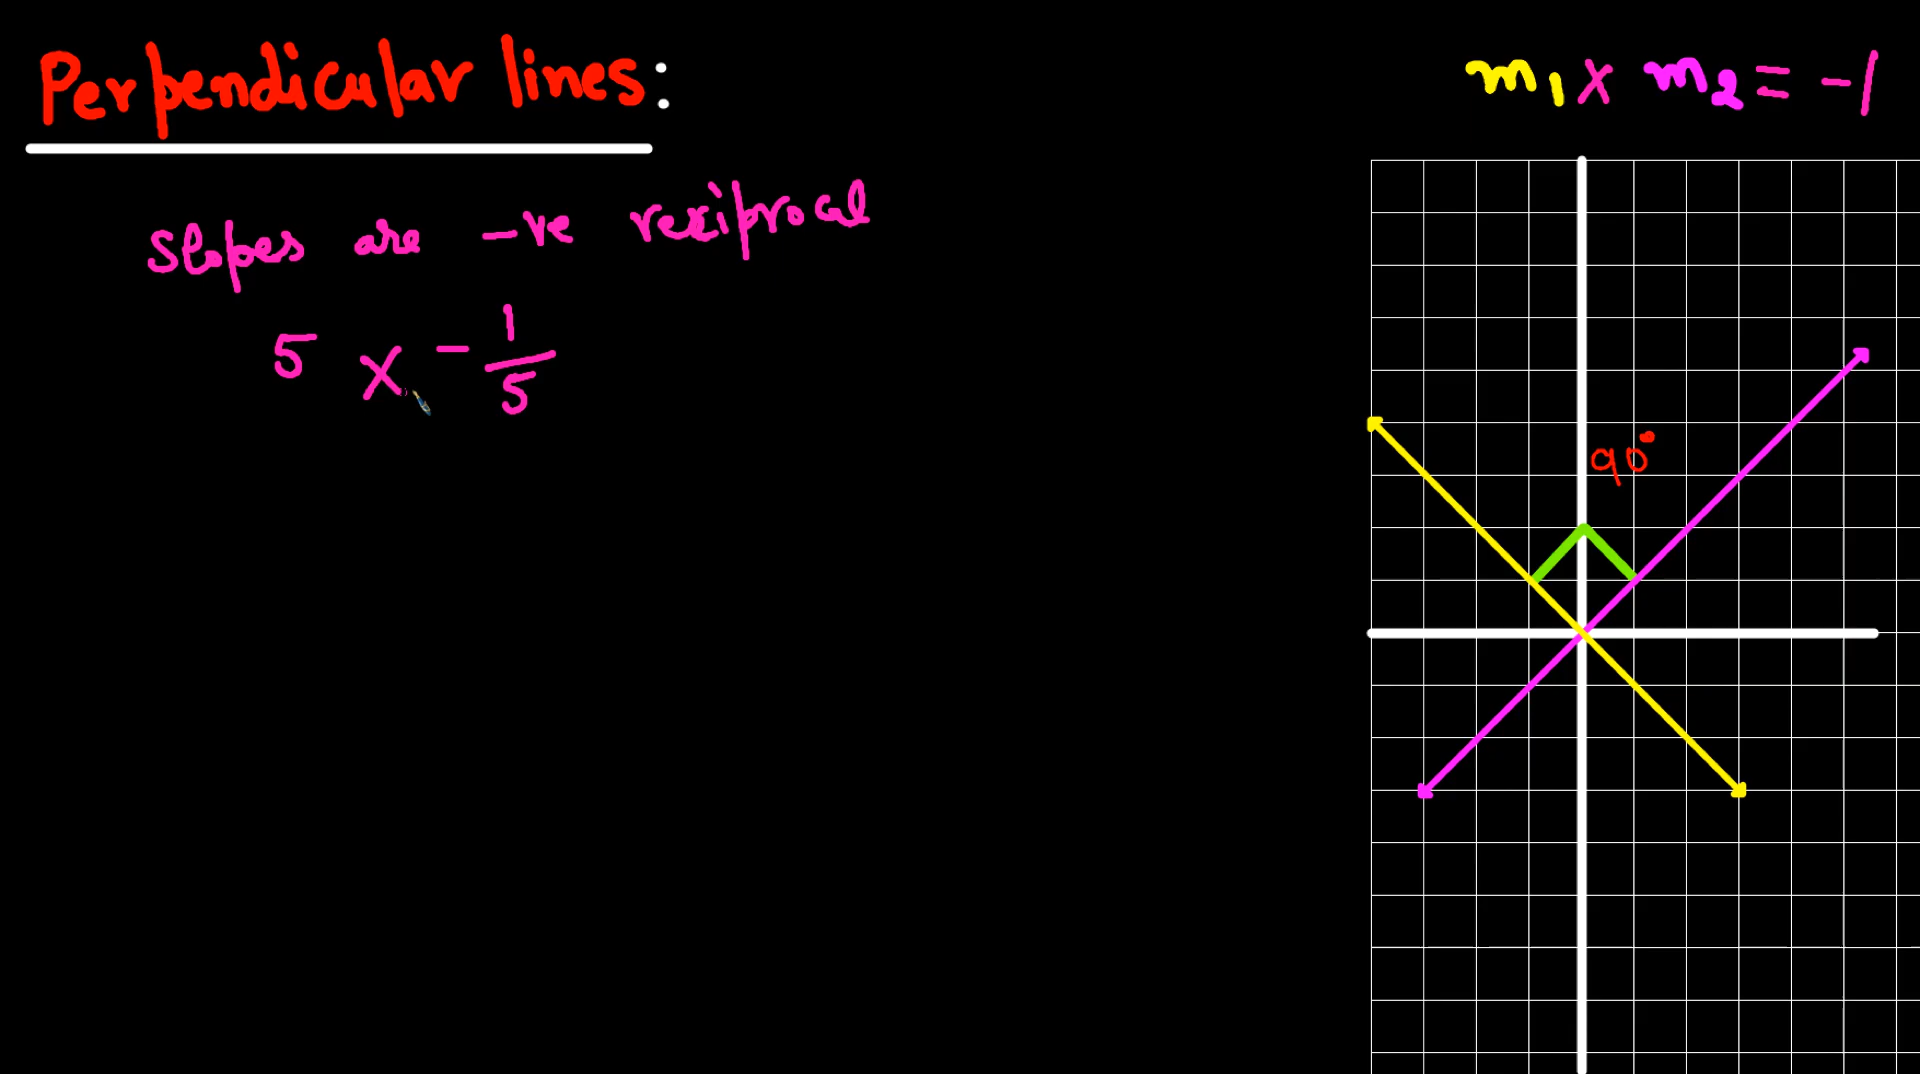 Perpendicular lines:
m₁ x m₂ = -1
slopes are -ve reciprocal
5 x - 1/5
90°